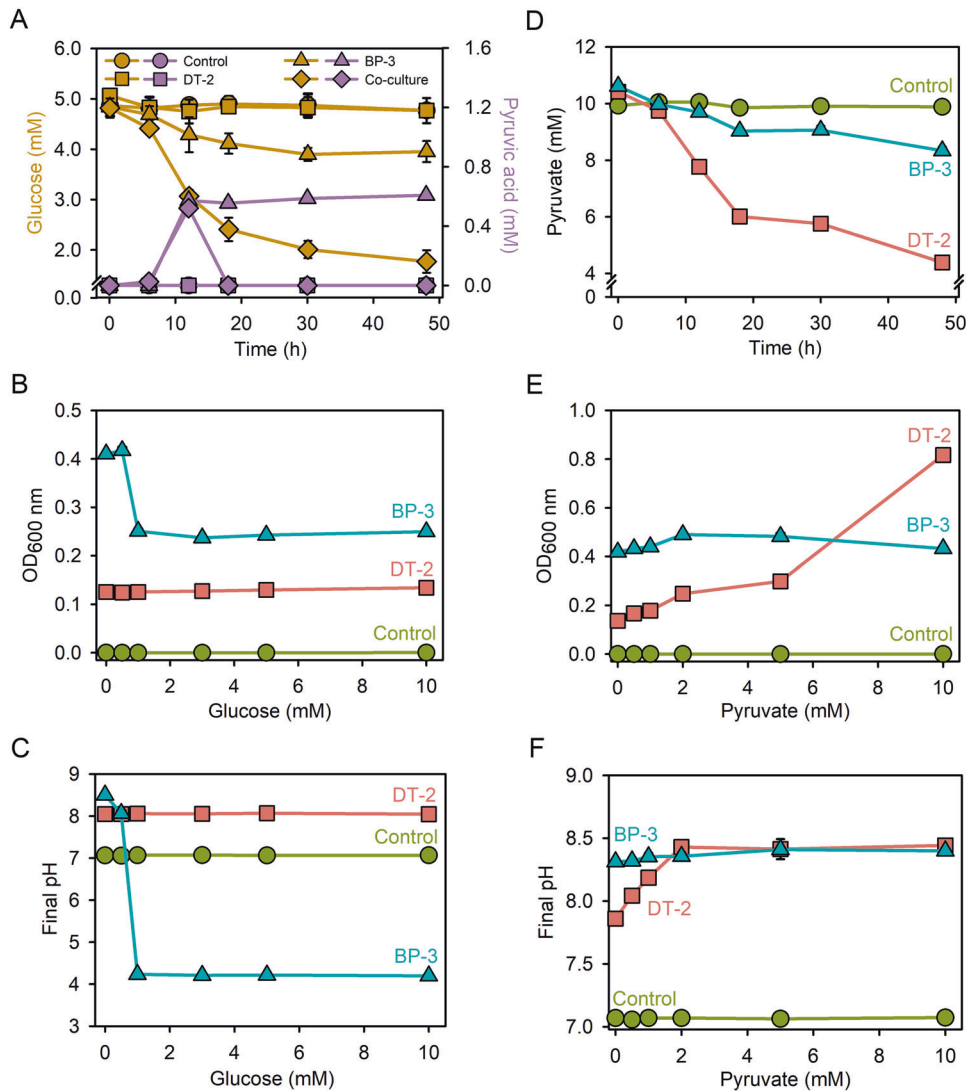 A
6.0
5.0
4.0
3.0
2.0
0.0
Glucose (mM)
Control
DT-2
BP-3
Co-culture
1.6
1.2
0.8
0.4
0.0
Pyruvic acid (mM)
0 10 20 30 40 50
Time (h)
D
12
10
8
6
4
0
Pyruvate (mM)
Control
BP-3
DT-2
0 10 20 30 40 50
Time (h)
B
0.5
0.4
0.3
0.2
0.1
0.0
OD600 nm
BP-3
DT-2
Control
0 2 4 6 8 10
Glucose (mM)
E
1.0
0.8
0.6
0.4
0.2
0.0
OD600 nm
DT-2
BP-3
Control
0 2 4 6 8 10
Pyruvate (mM)
C
9
8
7
6
5
4
3
Final pH
DT-2
Control
BP-3
0 2 4 6 8 10
Glucose (mM)
F
9.0
8.5
8.0
7.5
7.0
Final pH
BP-3
DT-2
Control
0 2 4 6 8 10
Pyruvate (mM)